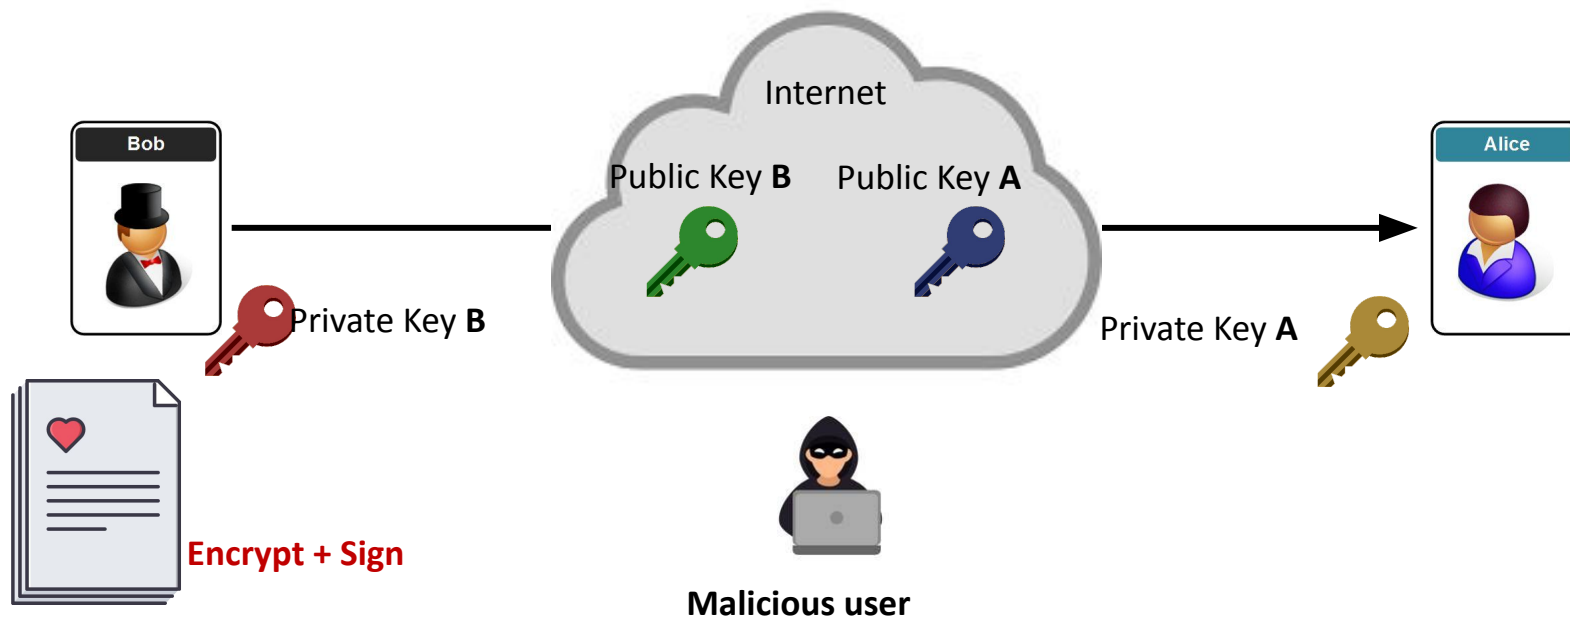 Internet
Bob
Alice
Public Key B
Public Key A
Private Key B
Private Key A
Encrypt + Sign
Malicious user